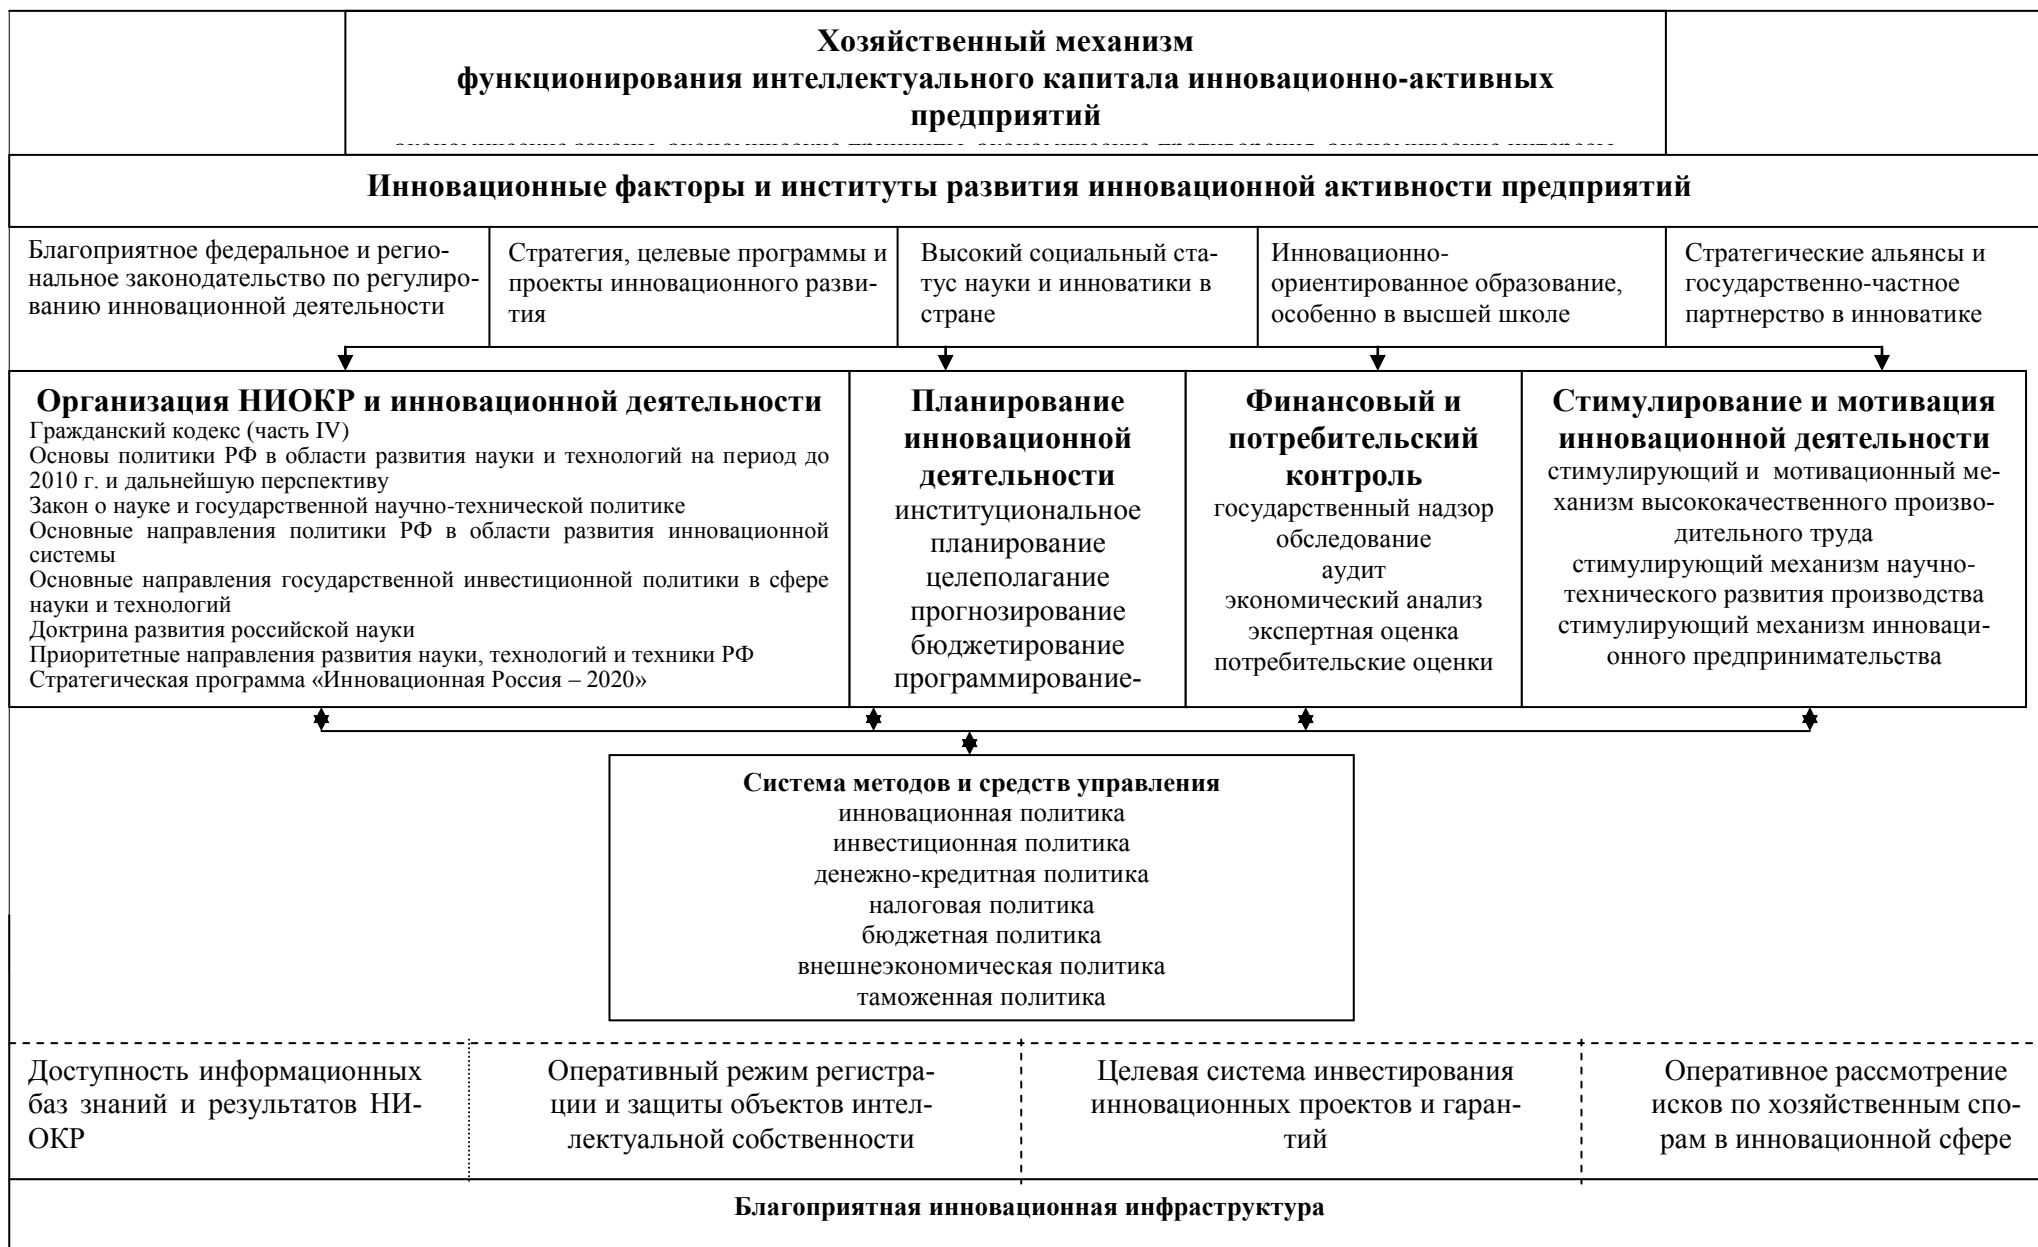 Хозяйственный механизм
функционирования интеллектуального капитала инновационно-активных
предприятий
Инновационные факторы и институты развития инновационной активности предприятий
Благоприятное федеральное и регио-
нальное законодательство по регулиро-
ванию инновационной деятельности
Стратегия, целевые программы и
проекты инновационного разви-
тия
Высокий социальный ста-
тус науки и инноватики в
стране
Инновационно-
ориентированное образование,
особенно в высшей школе
Стратегические альянсы и
государственно-частное
партнерство в инноватике
Организация НИОКР и инновационной деятельности
Гражданский кодекс (часть IV)
Основы политики РФ в области развития науки и технологий на период до
2010 г. и дальнейшую перспективу
Закон о науке и государственной научно-технической политике
Основные направления политики РФ в области развития инновационной
системы
Основные направления государственной инвестиционной политики в сфере
науки и технологий
Доктрина развития российской науки
Приоритетные направления развития науки, технологий и техники РФ
Стратегическая программа «Инновационная Россия – 2020»
Планирование
инновационной
деятельности
институциональное
планирование
целеполагание
прогнозирование
бюджетирование
программирование-
Финансовый и
потребительский
контроль
государственный надзор
обследование
аудит
экономический анализ
экспертная оценка
потребительские оценки
Стимулирование и мотивация
инновационной деятельности
стимулирующий и мотивационный ме-
ханизм высококачественного произво-
дительного труда
стимулирующий механизм научно-
технического развития производства
стимулирующий механизм инноваци-
онного предпринимательства
Система методов и средств управления
инновационная политика
инвестиционная политика
денежно-кредитная политика
налоговая политика
бюджетная политика
внешнеэкономическая политика
таможенная политика
Доступность информационных
баз знаний и результатов НИ-
ОКР
Оперативный режим регистра-
ции и защиты объектов интел-
лектуальной собственности
Целевая система инвестирования
инновационных проектов и гаран-
тий
Оперативное рассмотрение
исков по хозяйственным спо-
рам в инновационной сфере
Благоприятная инновационная инфраструктура